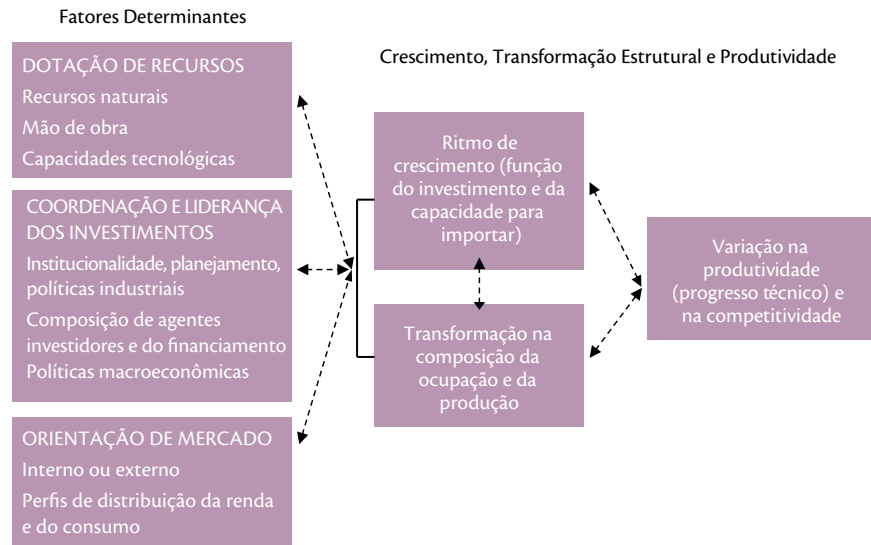 Fatores Determinantes
DOTAÇÃO DE RECURSOS
Recursos naturais
Mão de obra
Capacidades tecnológicas
COORDENAÇÃO E LIDERANÇA
DOS INVESTIMENTOS
Institucionalidade, planejamento,
políticas industriais
Composição de agentes
investidores e do financiamento
Políticas macroeconômicas
ORIENTAÇÃO DE MERCADO
Interno ou externo
Perfis de distribuição da renda
e do consumo
Crescimento, Transformação Estrutural e Produtividade
Ritmo de
crescimento (função
do investimento e da
capacidade para
importar)
Transformação na
composição da
ocupação e da
produção
Variação na
produtividade
(progresso técnico) e
na competitividade